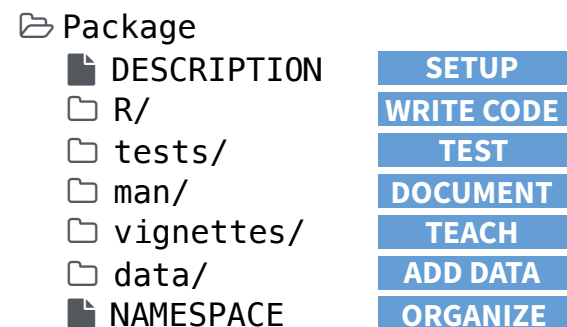 Package
DESCRIPTION SETUP
R/ WRITE CODE
tests/ TEST
man/ DOCUMENT
vignettes/ TEACH
data/ ADD DATA
NAMESPACE ORGANIZE